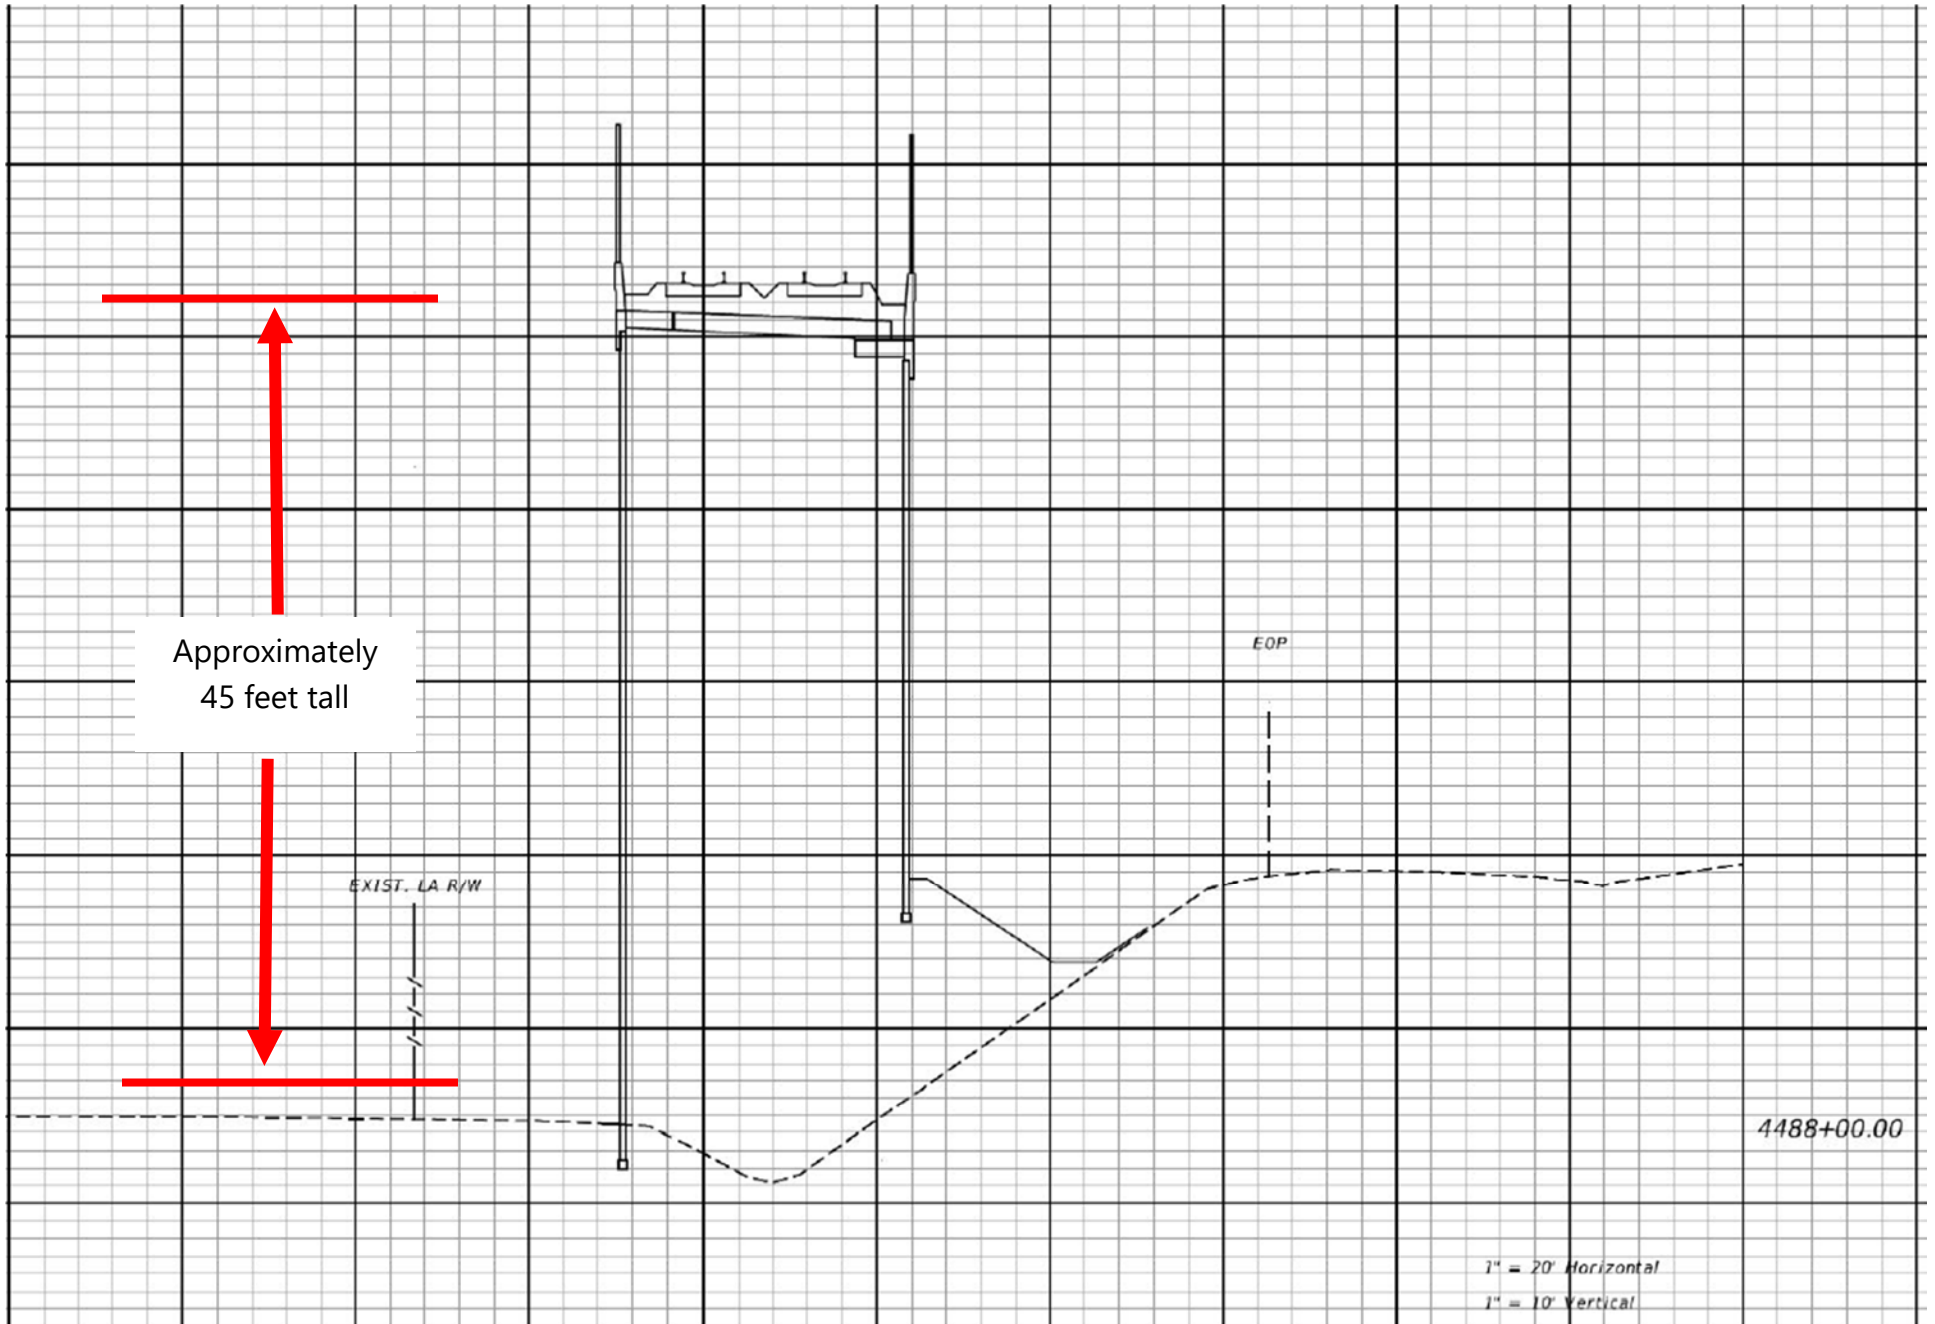 Approximately
45 feet tall
EOP
EXIST. LA R/W
4488+00.00
1" = 20' Horizontal
1" = 10' Vertical